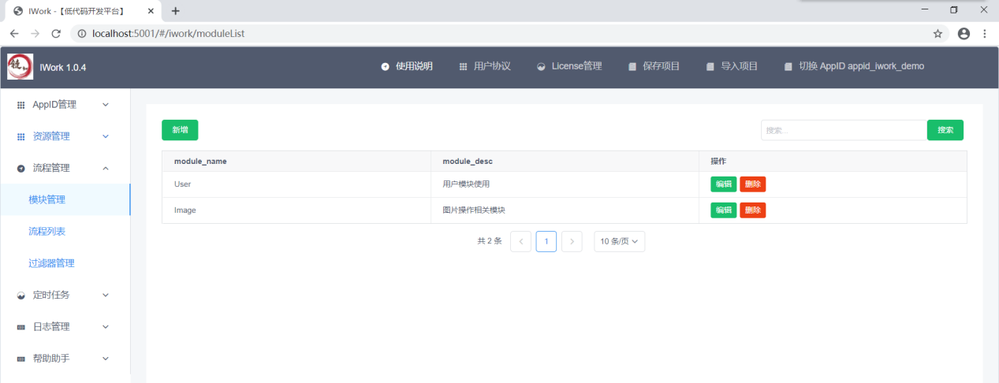 IWork -【低代码开发平台】
localhost:5001/#/iwork/moduleList
IWork 1.0.4
使用说明
用户协议
License管理
保存项目
导入项目
切换 AppID appid_iwork_demo
AppID管理
资源管理
流程管理
模块管理
流程列表
过滤器管理
定时任务
日志管理
帮助助手
新增
搜索...
搜索
module_name module_desc 操作
User 用户模块使用 编辑 删除
Image 图片操作相关模块 编辑 删除
共 2 条 1 10 条/页